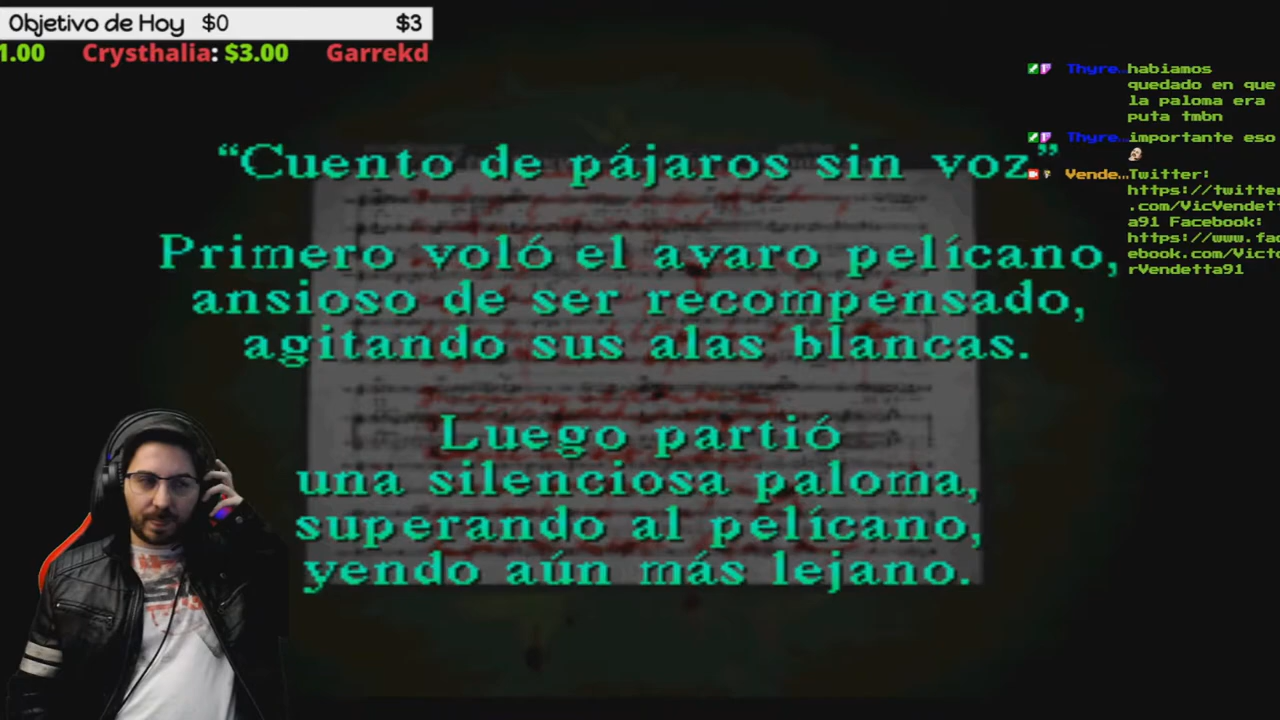 Objetivo de Hoy $0 $3
1.00 Crysthalia: $3.00 Garrekd
“Cuento de pájaros sin voz”
Primero voló el avaro pelícano,
ansioso de ser recompensado,
agitando sus alas blancas.
Luego partió
una silenciosa paloma,
superando al pelícano,
yendo aún más lejano.
Thyre… habiamos
quedado en que
la paloma era
puta tmbn
Thyre… importante eso
Vende… Twitter:
https://twitter
.com/VicVendett
a91 Facebook:
https://www.fac
ebook.com/Victo
rVendetta91